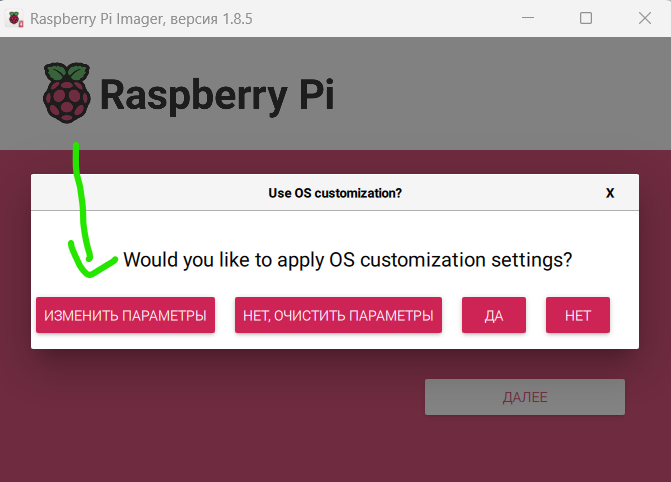 Raspberry Pi Imager, версия 1.8.5
Raspberry Pi
Use OS customization?
X
Would you like to apply OS customization settings?
ИЗМЕНИТЬ ПАРАМЕТРЫ
НЕТ, ОЧИСТИТЬ ПАРАМЕТРЫ
ДА
НЕТ
ДАЛЕЕ